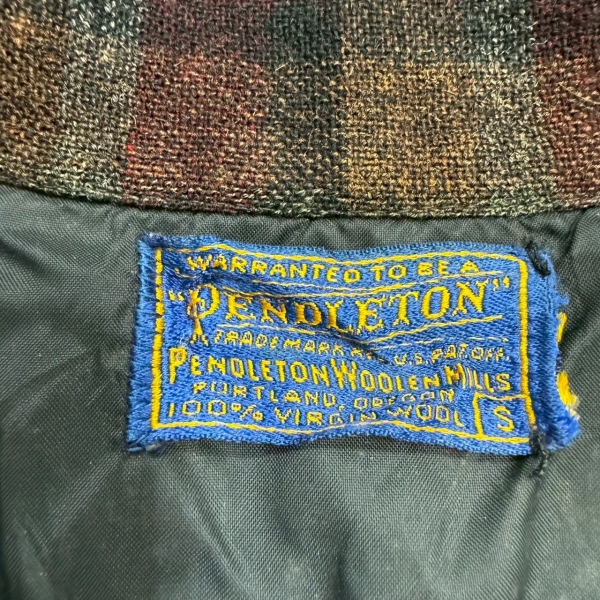 WARRANTED TO BE A
"PENDLETON"
TRADEMARK REG. U.S. PAT. OFF.
PENDLETON WOOLEN MILLS
PORTLAND, OREGON
100% VIRGIN WOOL S